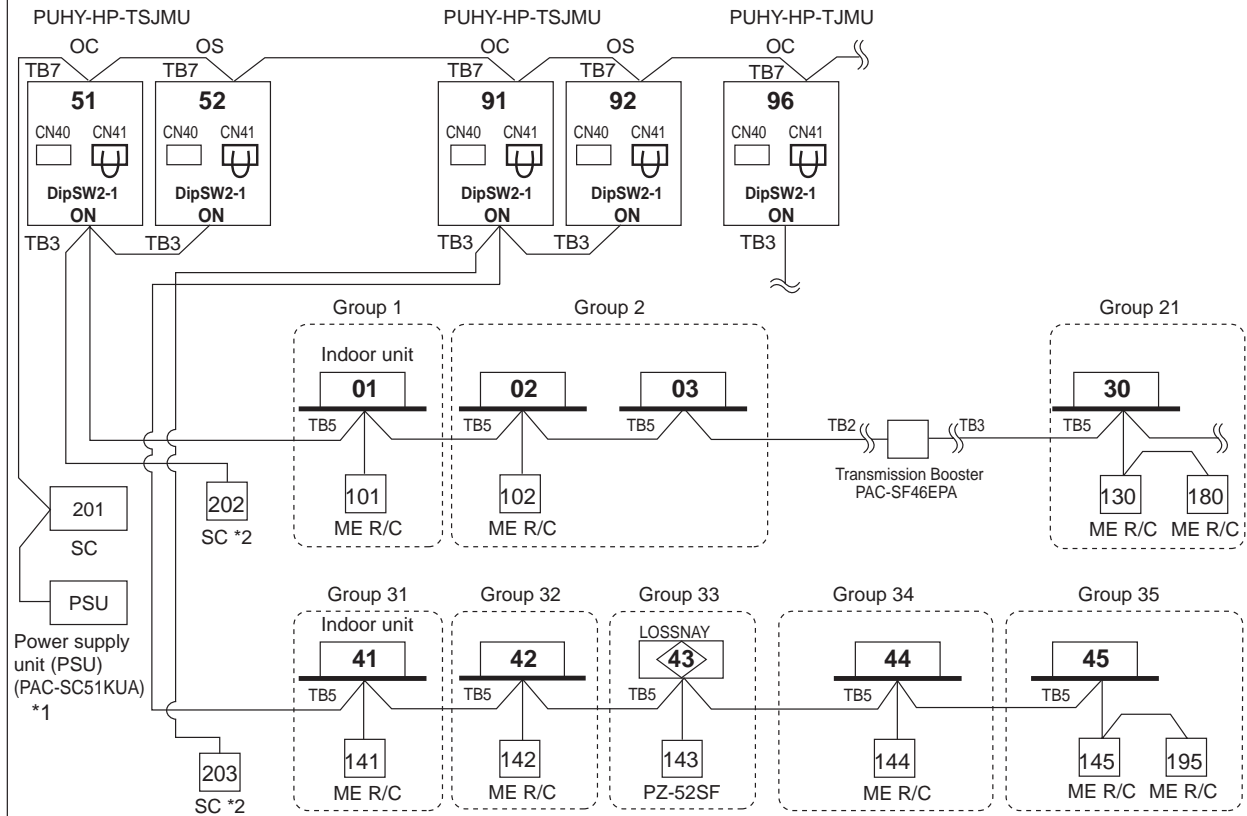 PUHY-HP-TSJMU PUHY-HP-TSJMU PUHY-HP-TJMU
OC OS OC OS OC
TB7 TB7 TB7 TB7 TB7
51 52 91 92 96
CN40 CN41 CN40 CN41 CN40 CN41 CN40 CN41 CN40 CN41
DipSW2-1 DipSW2-1 DipSW2-1 DipSW2-1 DipSW2-1
ON ON ON ON ON
TB3 TB3 TB3 TB3 TB3
Group 1 Group 2 Group 21
Indoor unit
01 02 03 30
TB5 TB5 TB5 TB2 TB3 TB5
Transmission Booster
PAC-SF46EPA
201 202 101 102 130 180
SC SC *2 ME R/C ME R/C ME R/C ME R/C
PSU
Power supply
unit (PSU)
(PAC-SC51KUA)
*1
Group 31 Group 32 Group 33 Group 34 Group 35
Indoor unit LOSSNAY
41 42 43 44 45
TB5 TB5 TB5 TB5 TB5
203 141 142 143 144 145 195
SC *2 ME R/C ME R/C PZ-52SF ME R/C ME R/C ME R/C